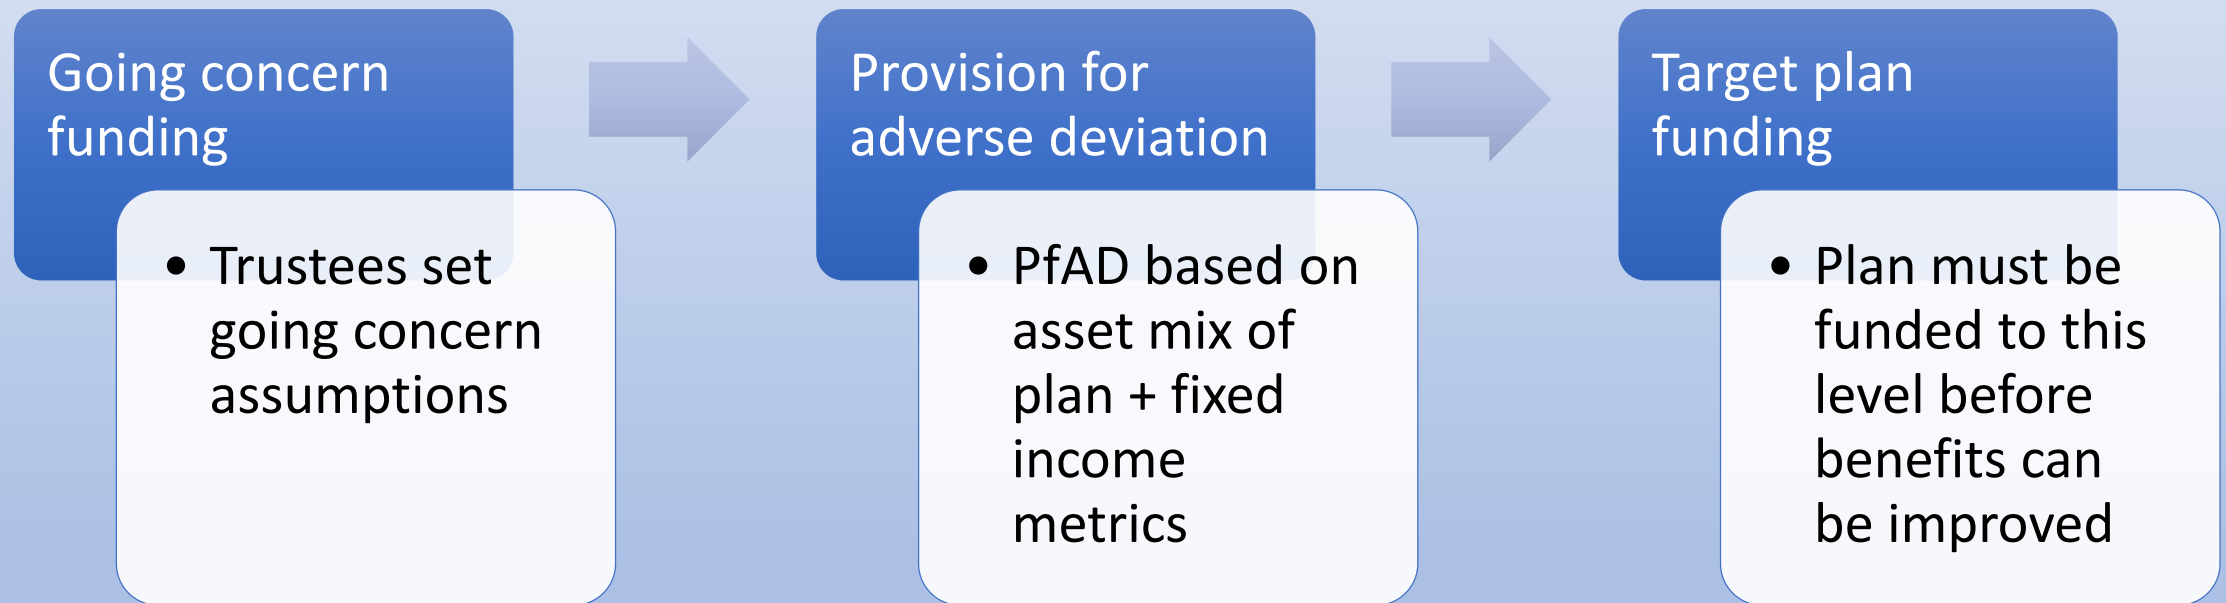 Going concern
funding
• Trustees set
going concern
assumptions
Provision for
adverse deviation
• PfAD based on
asset mix of
plan + fixed
income
metrics
Target plan
funding
• Plan must be
funded to this
level before
benefits can
be improved